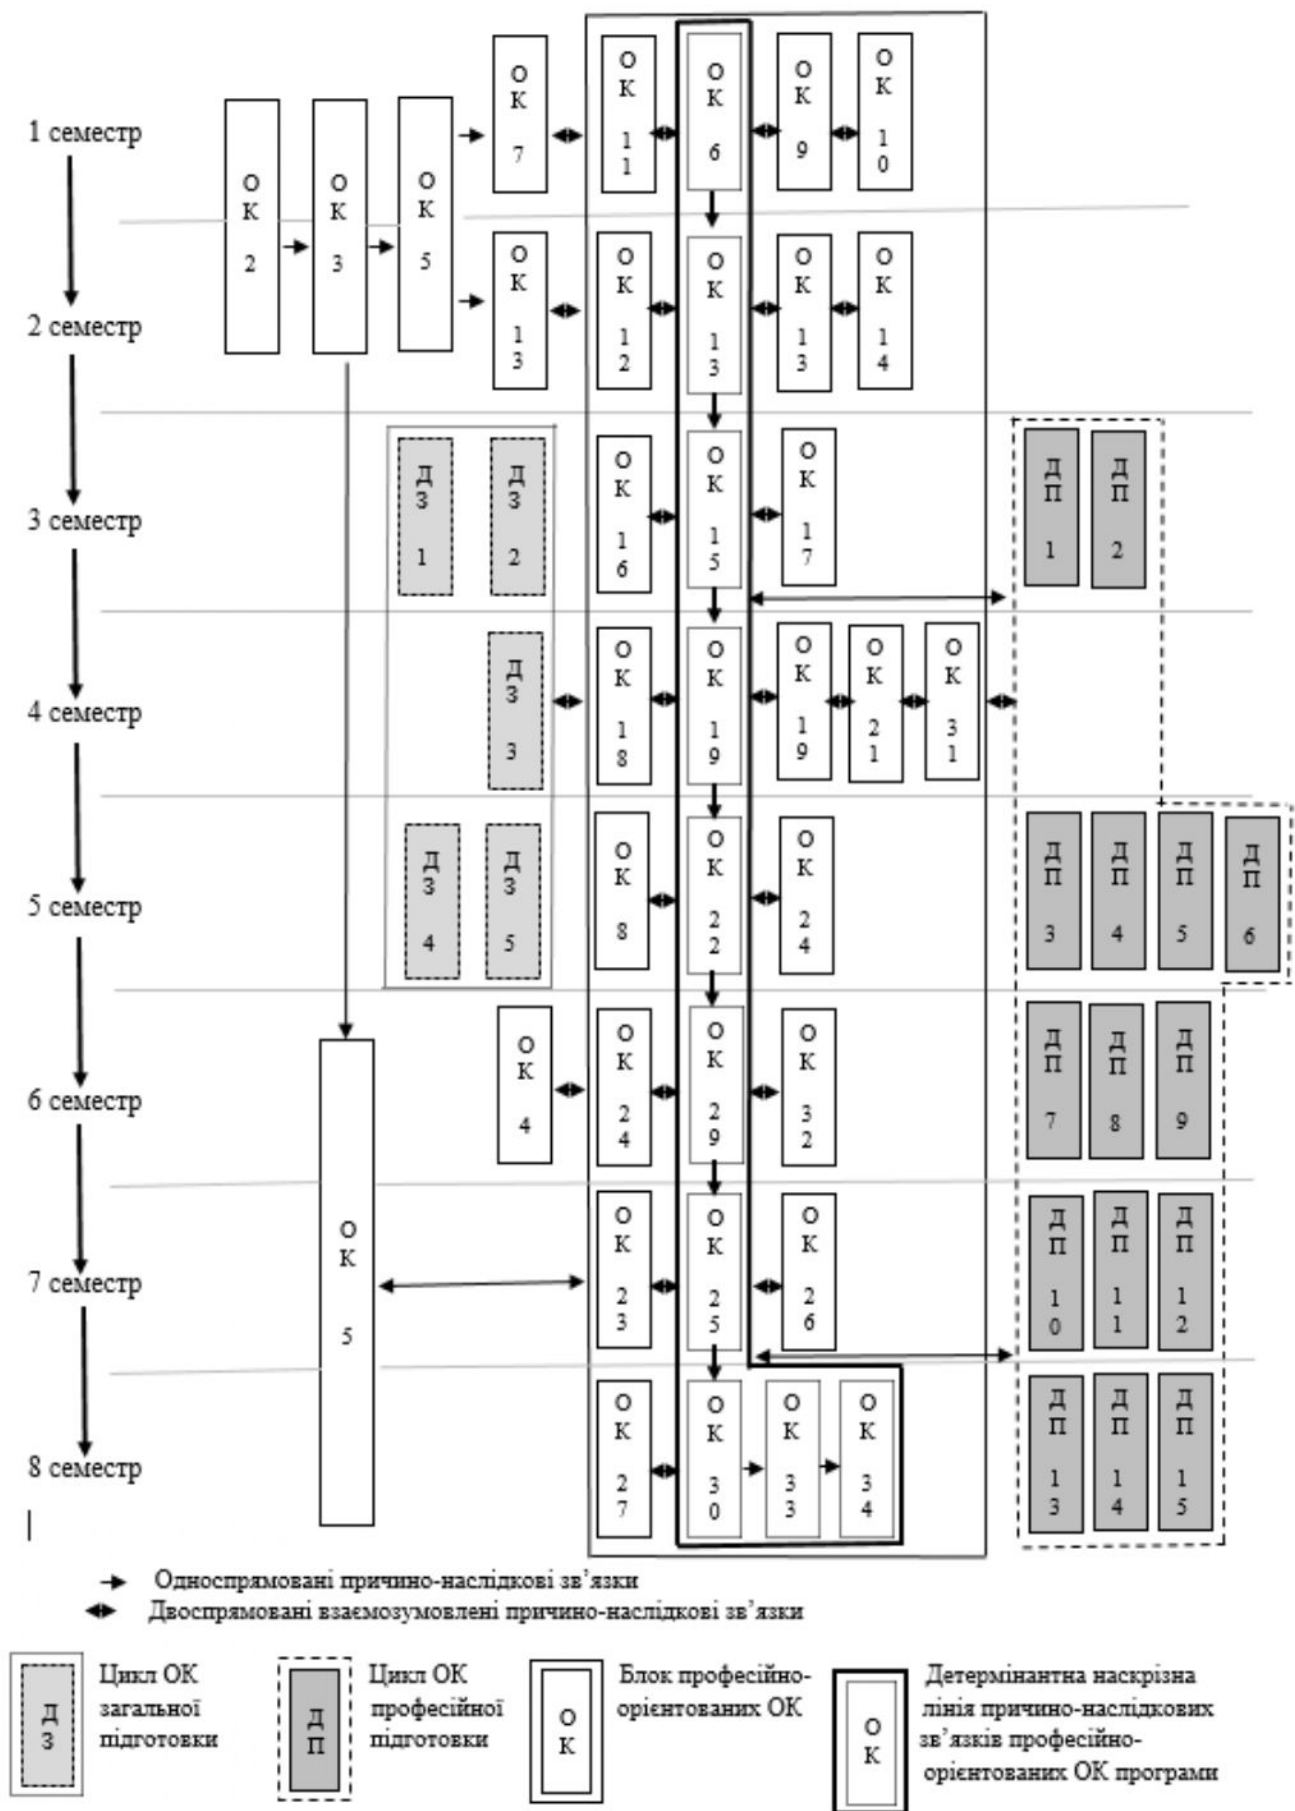 1 семестр
ОК 2
ОК 3
ОК 5
ОК 7
ОК 11
ОК 6
ОК 9
ОК 10
2 семестр
ОК 13
ОК 12
ОК 13
ОК 13
ОК 14
3 семестр
ДЗ 1
ДЗ 2
ОК 16
ОК 15
ОК 17
ДП 1
ДП 2
4 семестр
ДЗ 3
ОК 18
ОК 19
ОК 19
ОК 21
ОК 31
5 семестр
ДЗ 4
ДЗ 5
ОК 8
ОК 22
ОК 24
ДП 3
ДП 4
ДП 5
ДП 6
6 семестр
ОК 4
ОК 24
ОК 29
ОК 32
ДП 7
ДП 8
ДП 9
7 семестр
ОК 5
ОК 23
ОК 25
ОК 26
ДП 10
ДП 11
ДП 12
8 семестр
ОК 27
ОК 30
ОК 33
ОК 34
ДП 13
ДП 14
ДП 15
Односпрямовані причино-наслідкові зв’язки
Двоспрямовані взаємозумовлені причино-наслідкові зв’язки
ДЗ
Цикл ОК
загальної
підготовки
ДП
Цикл ОК
професійної
підготовки
ОК
Блок професійно-
орієнтованих ОК
ОК
Детермінантна наскрізна
лінія причино-наслідкових
зв’язків професійно-
орієнтованих ОК програми